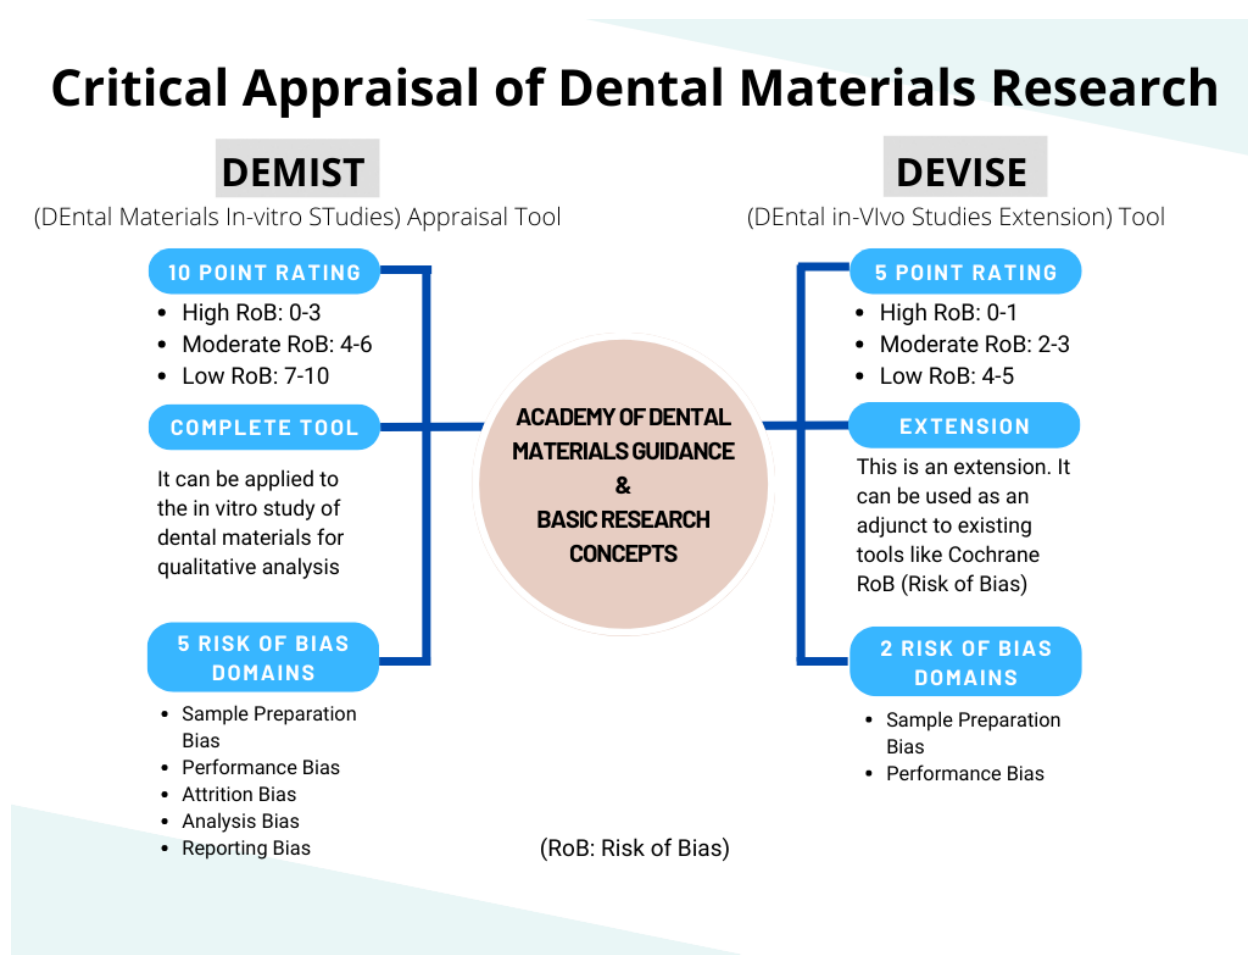 Critical Appraisal of Dental Materials Research
DEMIST
(DEntal Materials In-vitro STudies) Appraisal Tool
10 POINT RATING
• High RoB: 0-3
• Moderate RoB: 4-6
• Low RoB: 7-10
COMPLETE TOOL
It can be applied to
the in vitro study of
dental materials for
qualitative analysis
5 RISK OF BIAS
DOMAINS
• Sample Preparation
Bias
• Performance Bias
• Attrition Bias
• Analysis Bias
• Reporting Bias
ACADEMY OF DENTAL
MATERIALS GUIDANCE
&
BASIC RESEARCH
CONCEPTS
(RoB: Risk of Bias)
DEVISE
(DEntal in-VIvo Studies Extension) Tool
5 POINT RATING
• High RoB: 0-1
• Moderate RoB: 2-3
• Low RoB: 4-5
EXTENSION
This is an extension. It
can be used as an
adjunct to existing
tools like Cochrane
RoB (Risk of Bias)
2 RISK OF BIAS
DOMAINS
• Sample Preparation
Bias
• Performance Bias